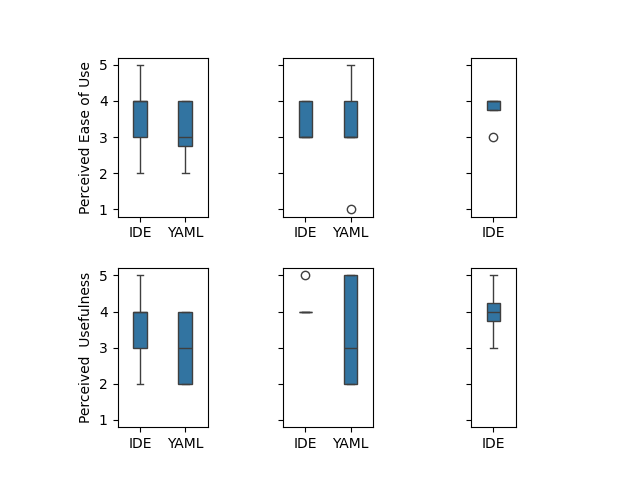 Perceived Ease of Use
5
4
3
2
1
IDE YAML
IDE YAML
IDE
Perceived  Usefulness
5
4
3
2
1
IDE YAML
IDE YAML
IDE